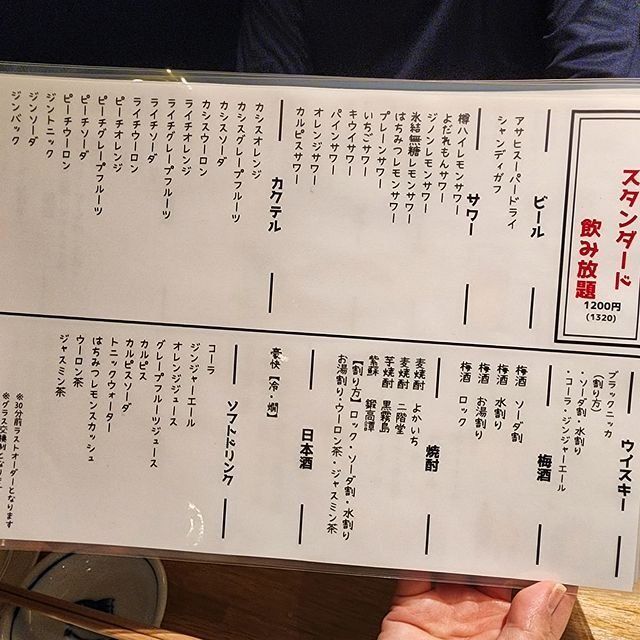 スタンダード
飲み放題
1200円
(1320)
ビール
アサヒスーパードライ
シャンディガフ
サワー
樽ハイレモンサワー
よだれもんサワー
ジノンレモンサワー
氷結無糖レモンサワー
はちみつレモンサワー
プレーンサワー
いちごサワー
キウイサワー
パインサワー
オレンジサワー
カルピスサワー
カクテル
カシスオレンジ
カシスグレープフルーツ
カシスソーダ
カシスウーロン
ライチオレンジ
ライチグレープフルーツ
ライチソーダ
ライチウーロン
ピーチオレンジ
ピーチグレープフルーツ
ピーチソーダ
ピーチウーロン
ジントニック
ジンソーダ
ジンバック
ウイスキー
ブラックニッカ
(割り方)
・ソーダ割・水割り
・コーラ・ジンジャーエール
梅酒
梅酒 ソーダ割
梅酒 水割り
梅酒 お湯割り
梅酒 ロック
焼酎
麦焼酎 よかいち
麦焼酎 二階堂
芋焼酎 黒霧島
紫蘇 鍛高譚
【割り方】ロック・ソーダ割・水割り
お湯割り・ウーロン茶・ジャスミン茶
日本酒
豪快【冷・燗】
ソフトドリンク
コーラ
ジンジャーエール
オレンジジュース
グレープフルーツジュース
カルピス
カルピスソーダ
トニックウォーター
はちみつレモンスカッシュ
ウーロン茶
ジャスミン茶
※30分前ラストオーダーとなります
※グラス交換制となります